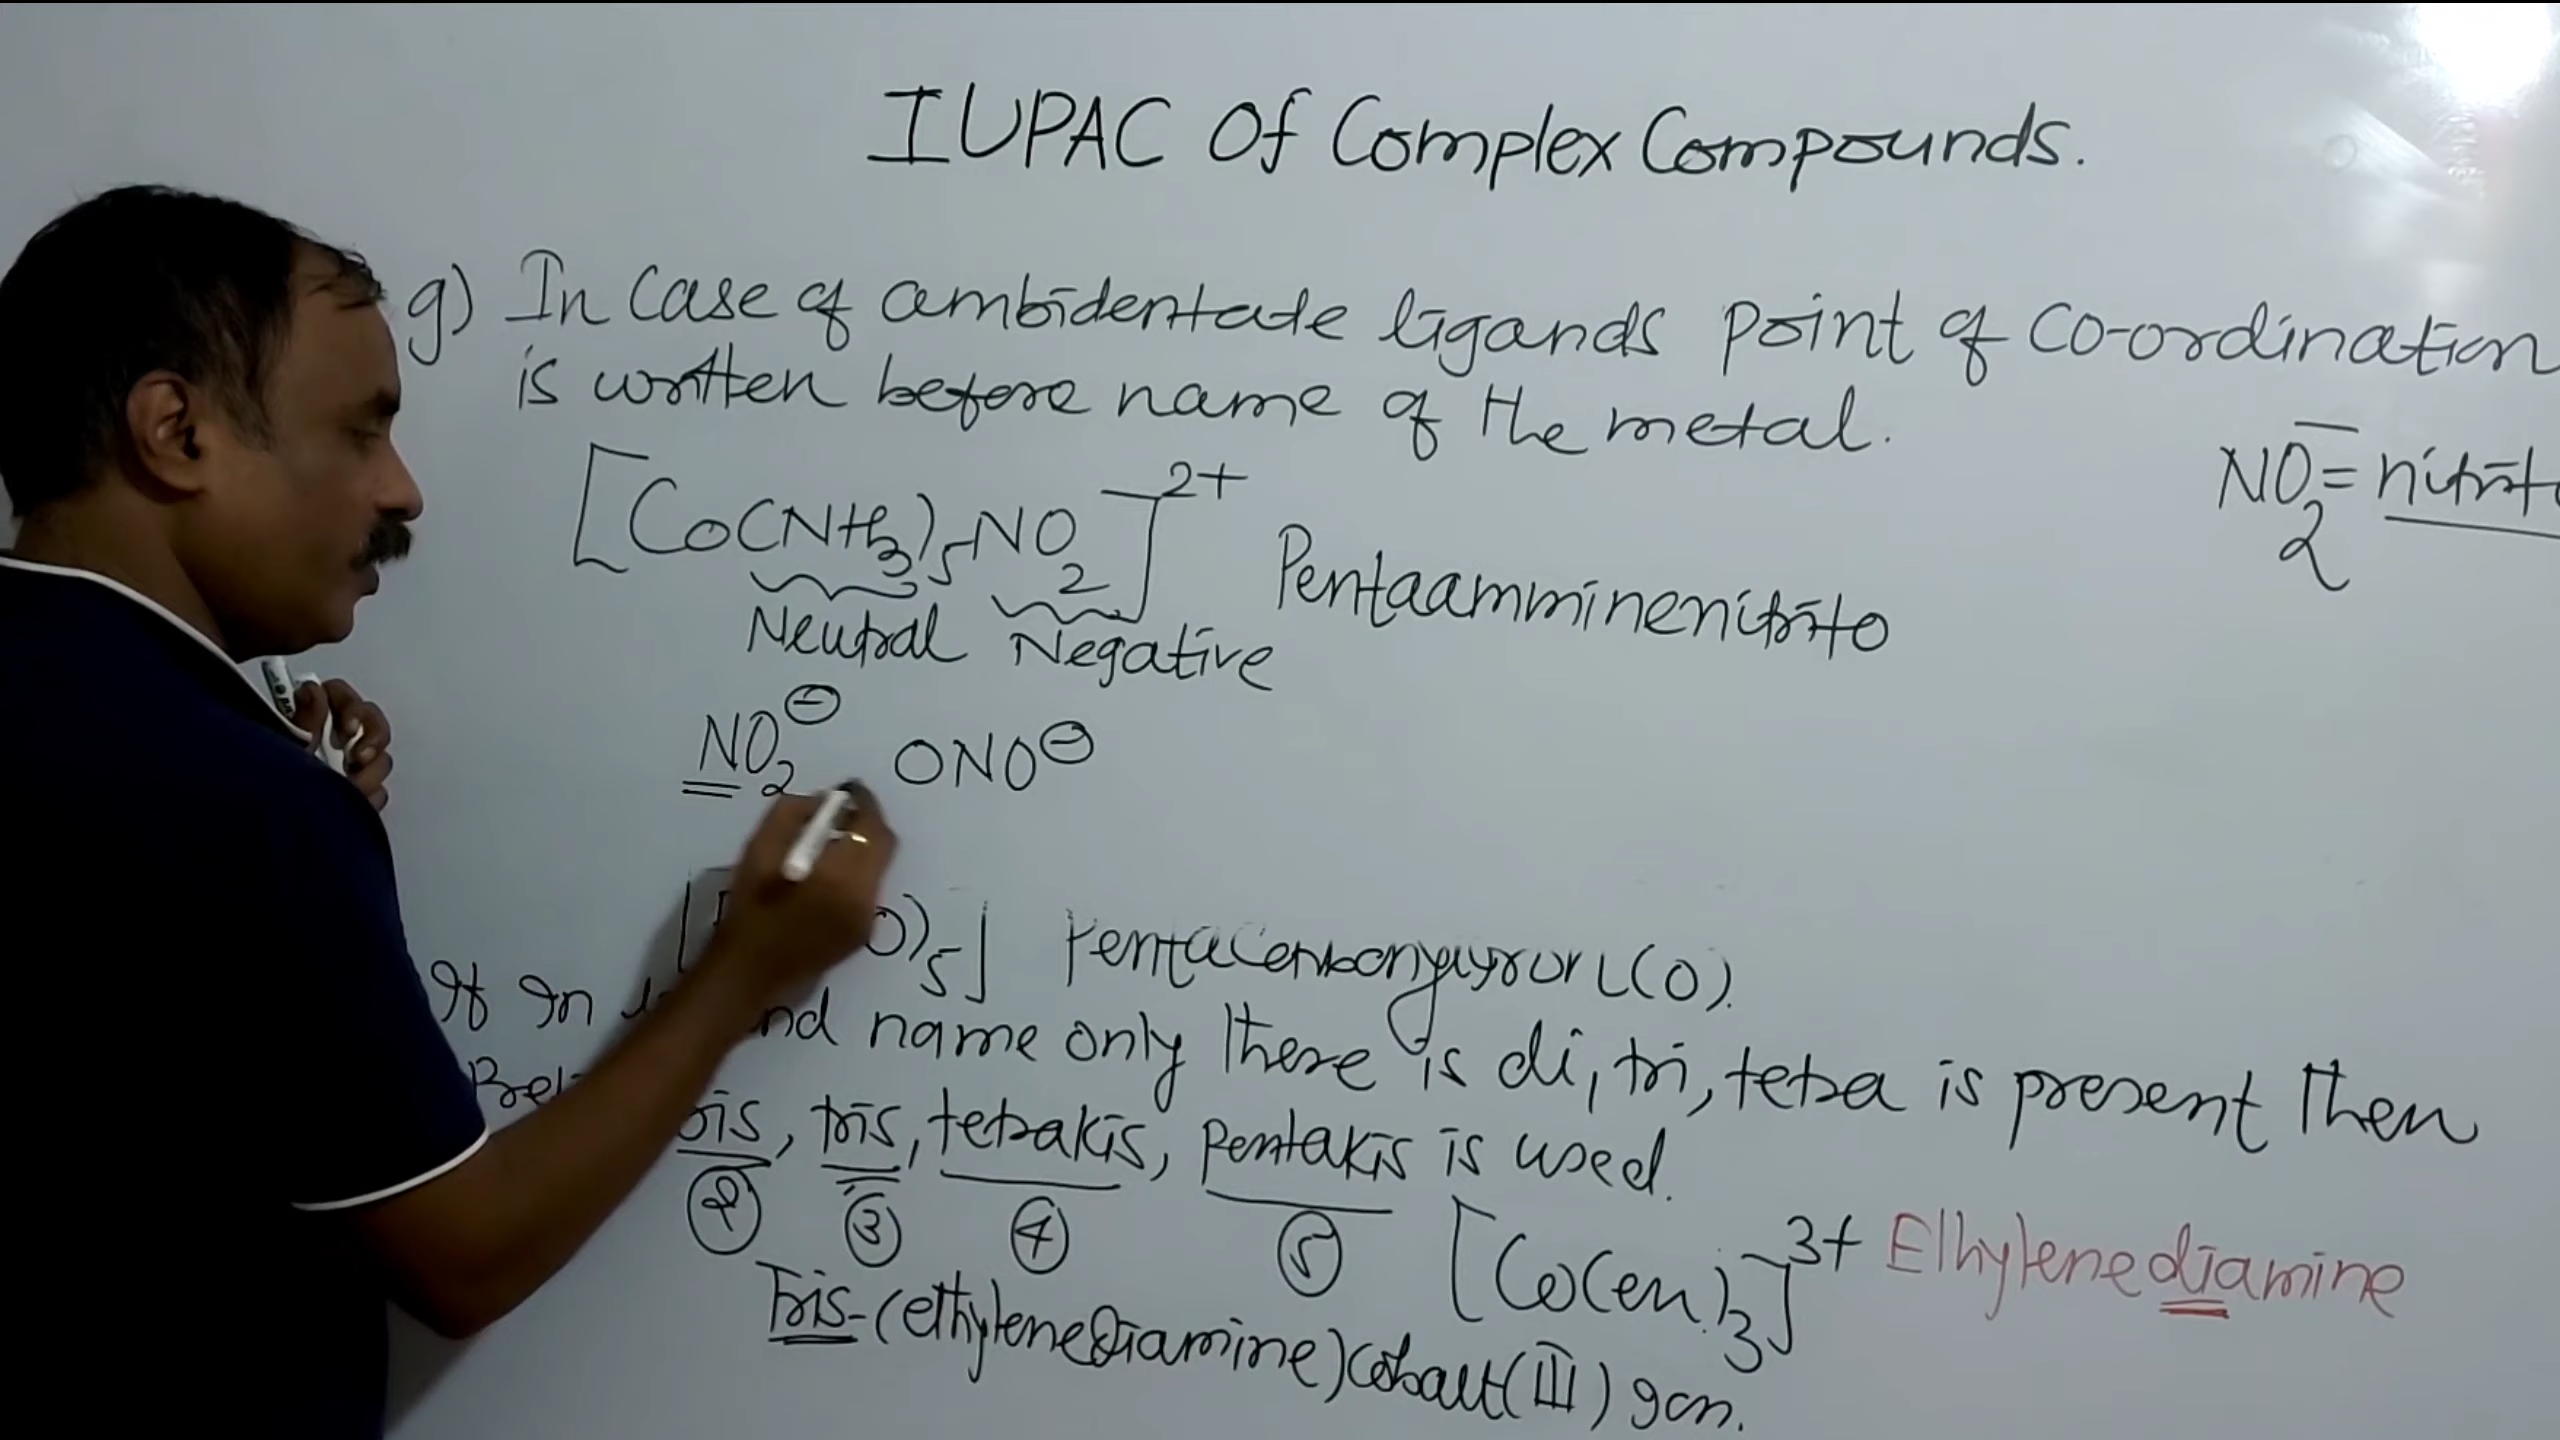 IUPAC Of Complex Compounds.
g) In Case of ambidentate ligands point of Co-ordination
is written before name of the metal.
[Co(NH3)5NO2]2+ Pentaamminenitrito
NO2- = nitrito
Neutral Negative
NO2⊖ ONO⊖
O)5] Pentacarbonyl (0).
If In name only there is di, tri, tetra is present then
bis, tris, tetrakis, pentakis is used.
② ③ ④ ⑤
[Co(en)3]3+ Ethylenediamine
Tris-(ethylenediamine)Cobalt(III) Ion.